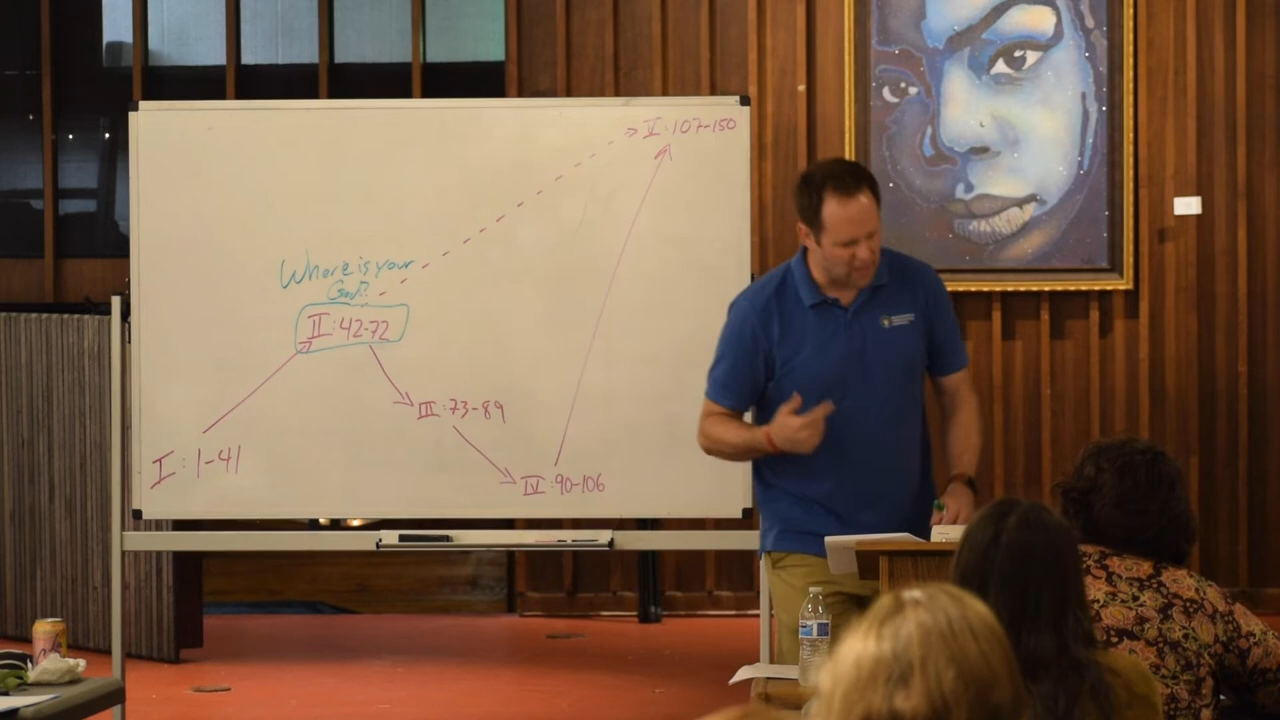 V:107-150
Where is your
God?
II:42-72
III:73-89
I:1-41
IV:90-106